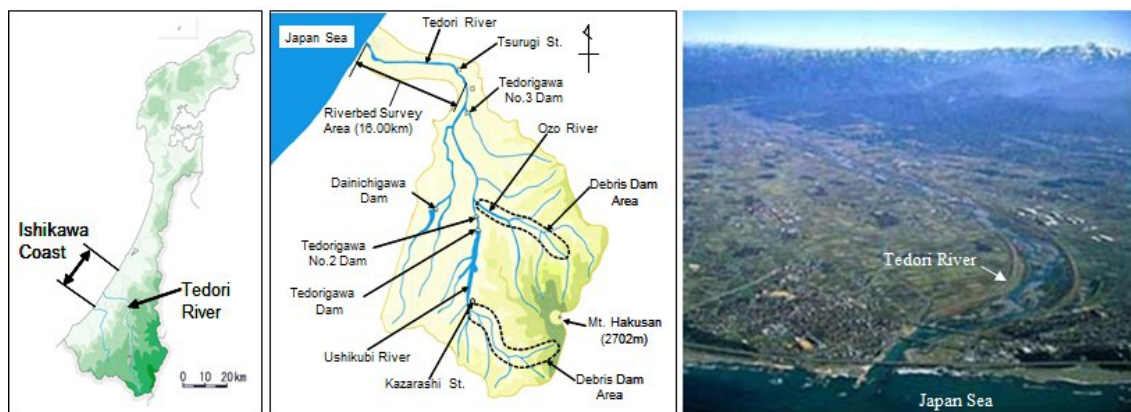 Ishikawa
Coast
Tedori
River
0 10 20km
Japan Sea
Tedori River
Tsurugi St.
Tedorigawa
No.3 Dam
Riverbed Survey
Area (16.00km)
Ozo River
Dainichigawa
Dam
Debris Dam
Area
Tedorigawa
No.2 Dam
Tedorigawa
Dam
Mt. Hakusan
(2702m)
Ushikubi River
Kazarashi St.
Debris Dam
Area
Tedori River
Japan Sea